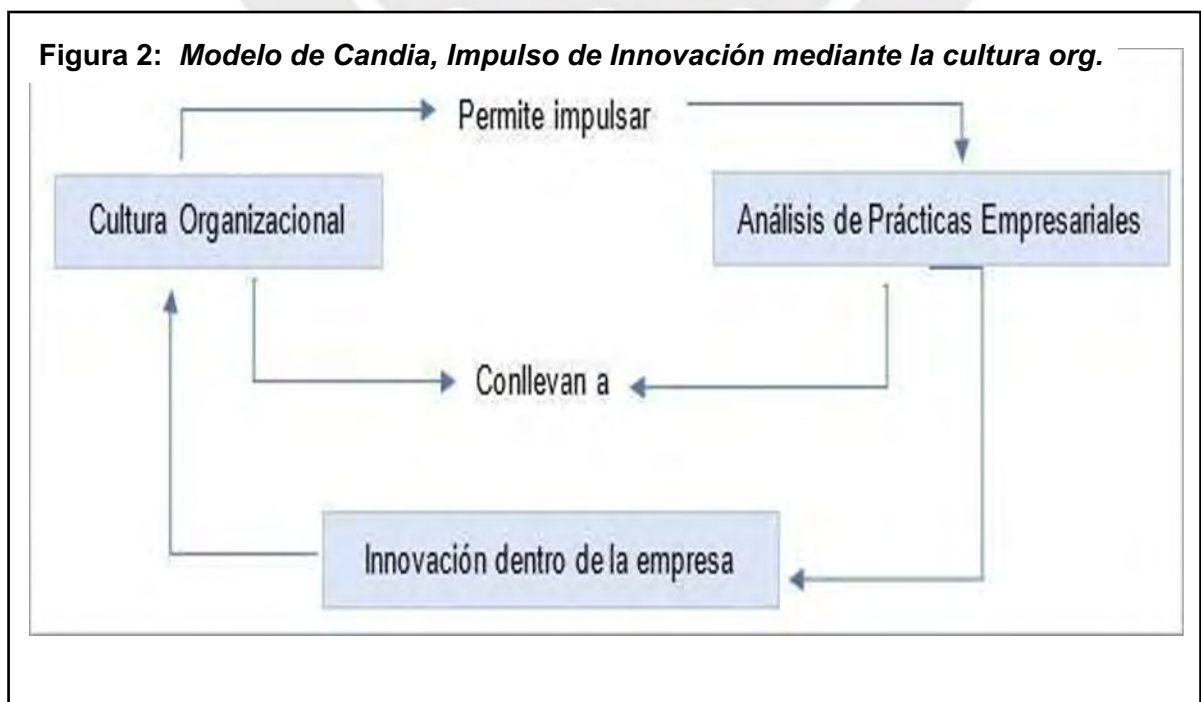 Figura 2: Modelo de Candia, Impulso de Innovación mediante la cultura org.
Permite impulsar
Cultura Organizacional
Análisis de Prácticas Empresariales
Conllevan a
Innovación dentro de la empresa